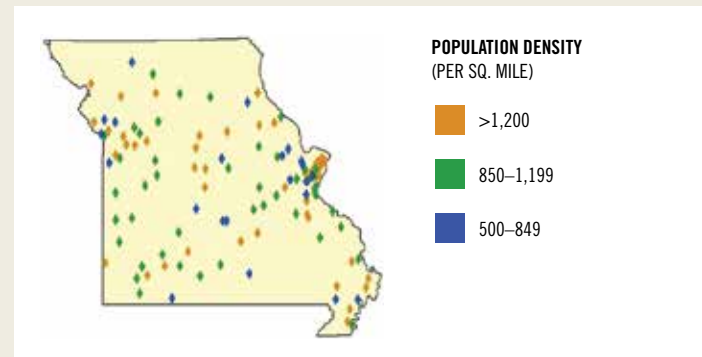 POPULATION DENSITY
(PER SQ. MILE)
>1,200
850–1,199
500–849